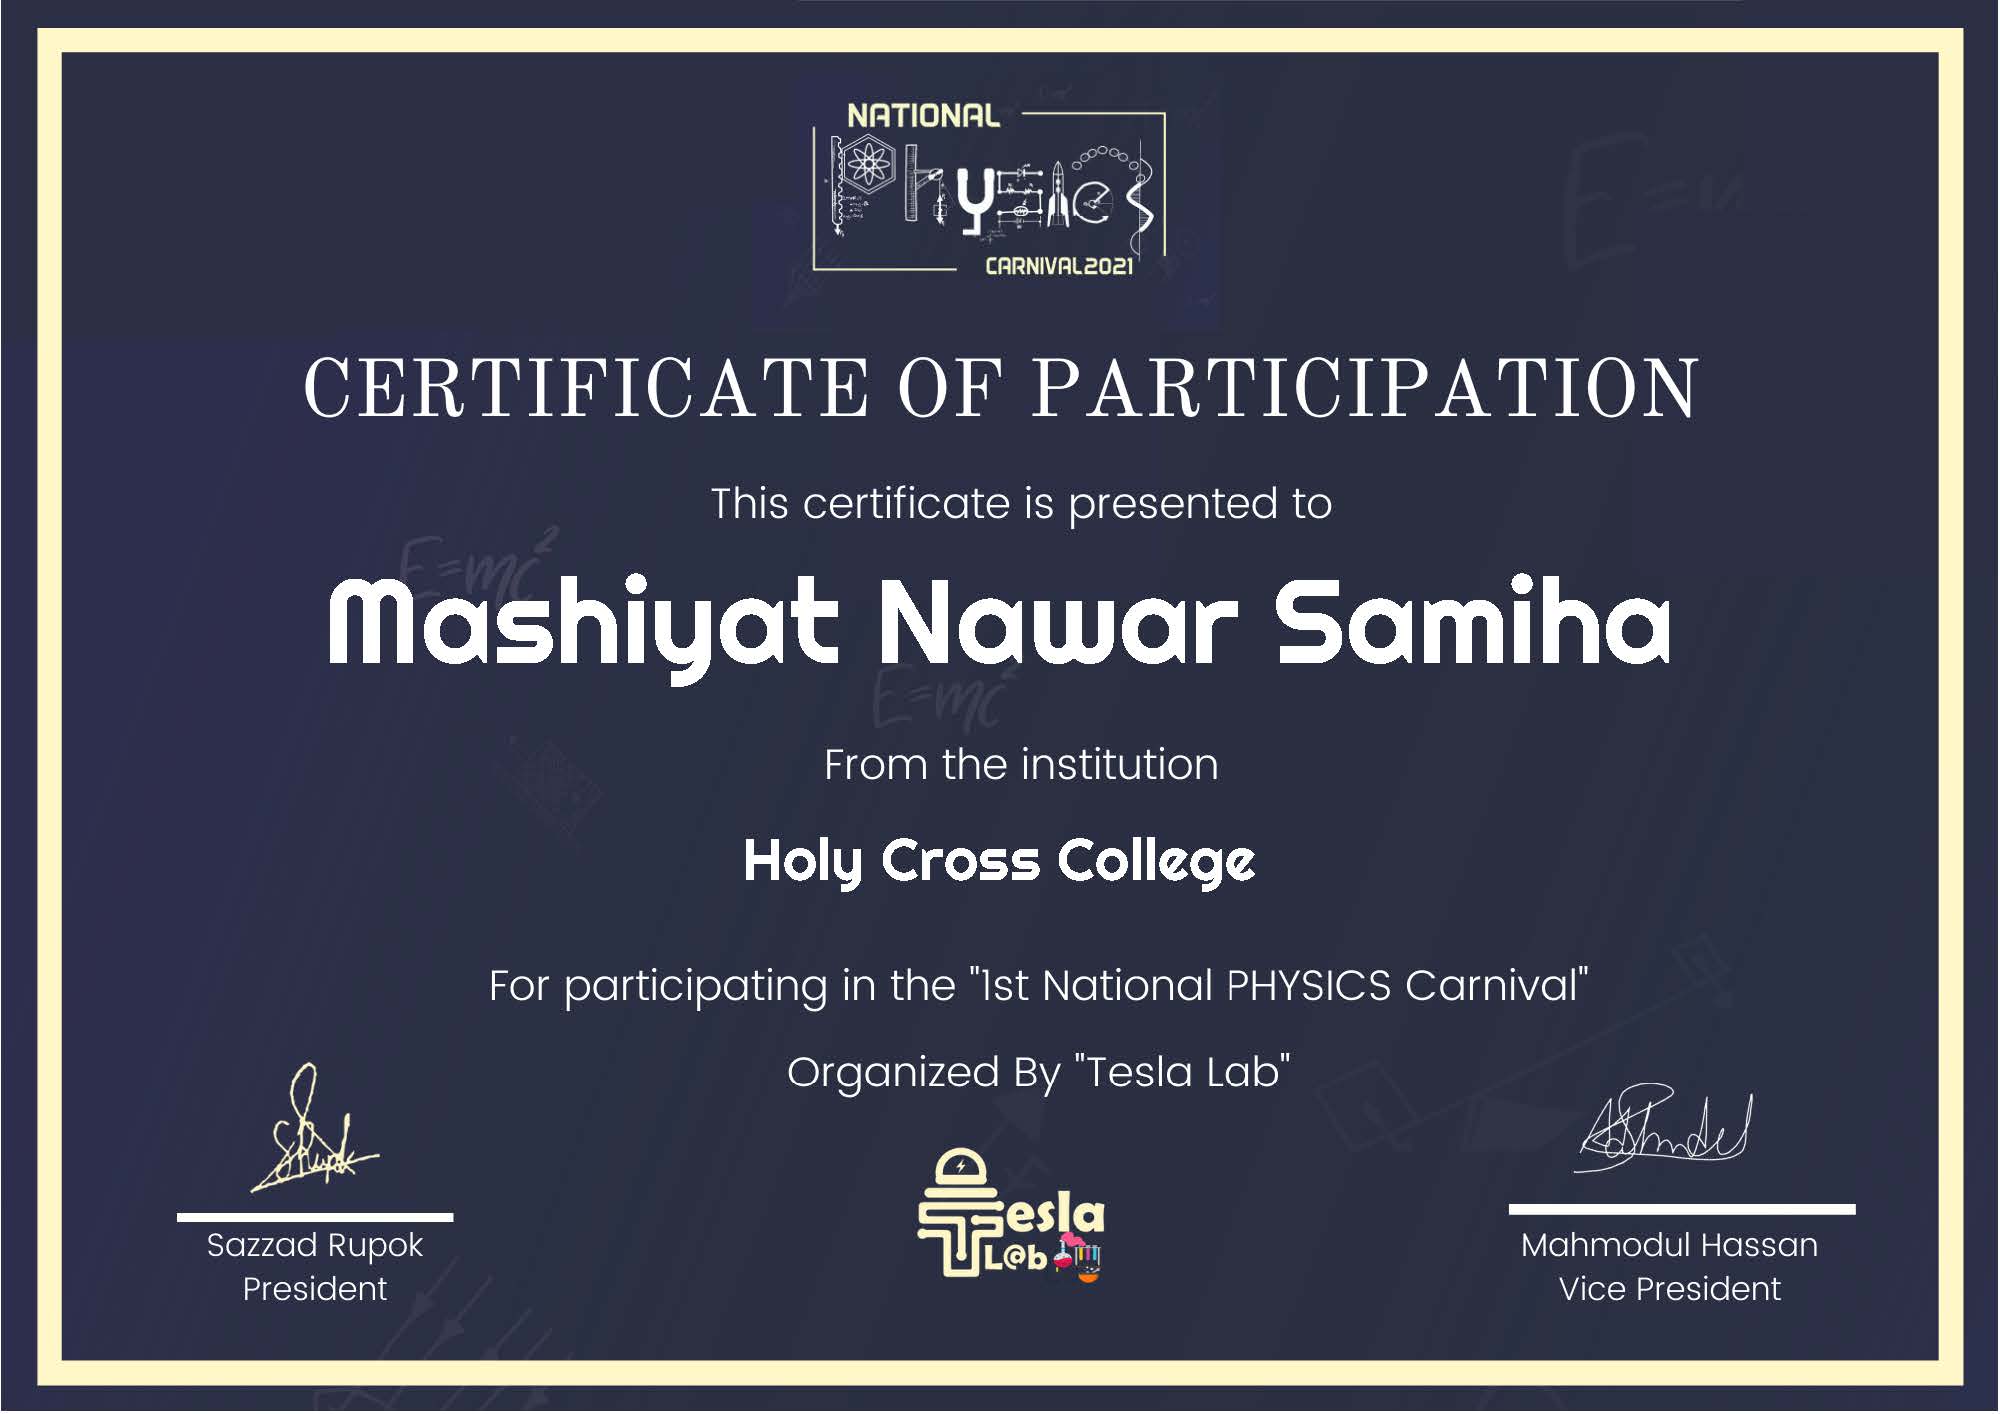 NATIONAL
Physics
CARNIVAL2021
CERTIFICATE OF PARTICIPATION
This certificate is presented to
E=mc²
Mashiyat Nawar Samiha
E=mc²
From the institution
Holy Cross College
For participating in the "1st National PHYSICS Carnival"
Organized By "Tesla Lab"
Tesla
L@b
Sazzad Rupok
President
Mahmodul Hassan
Vice President